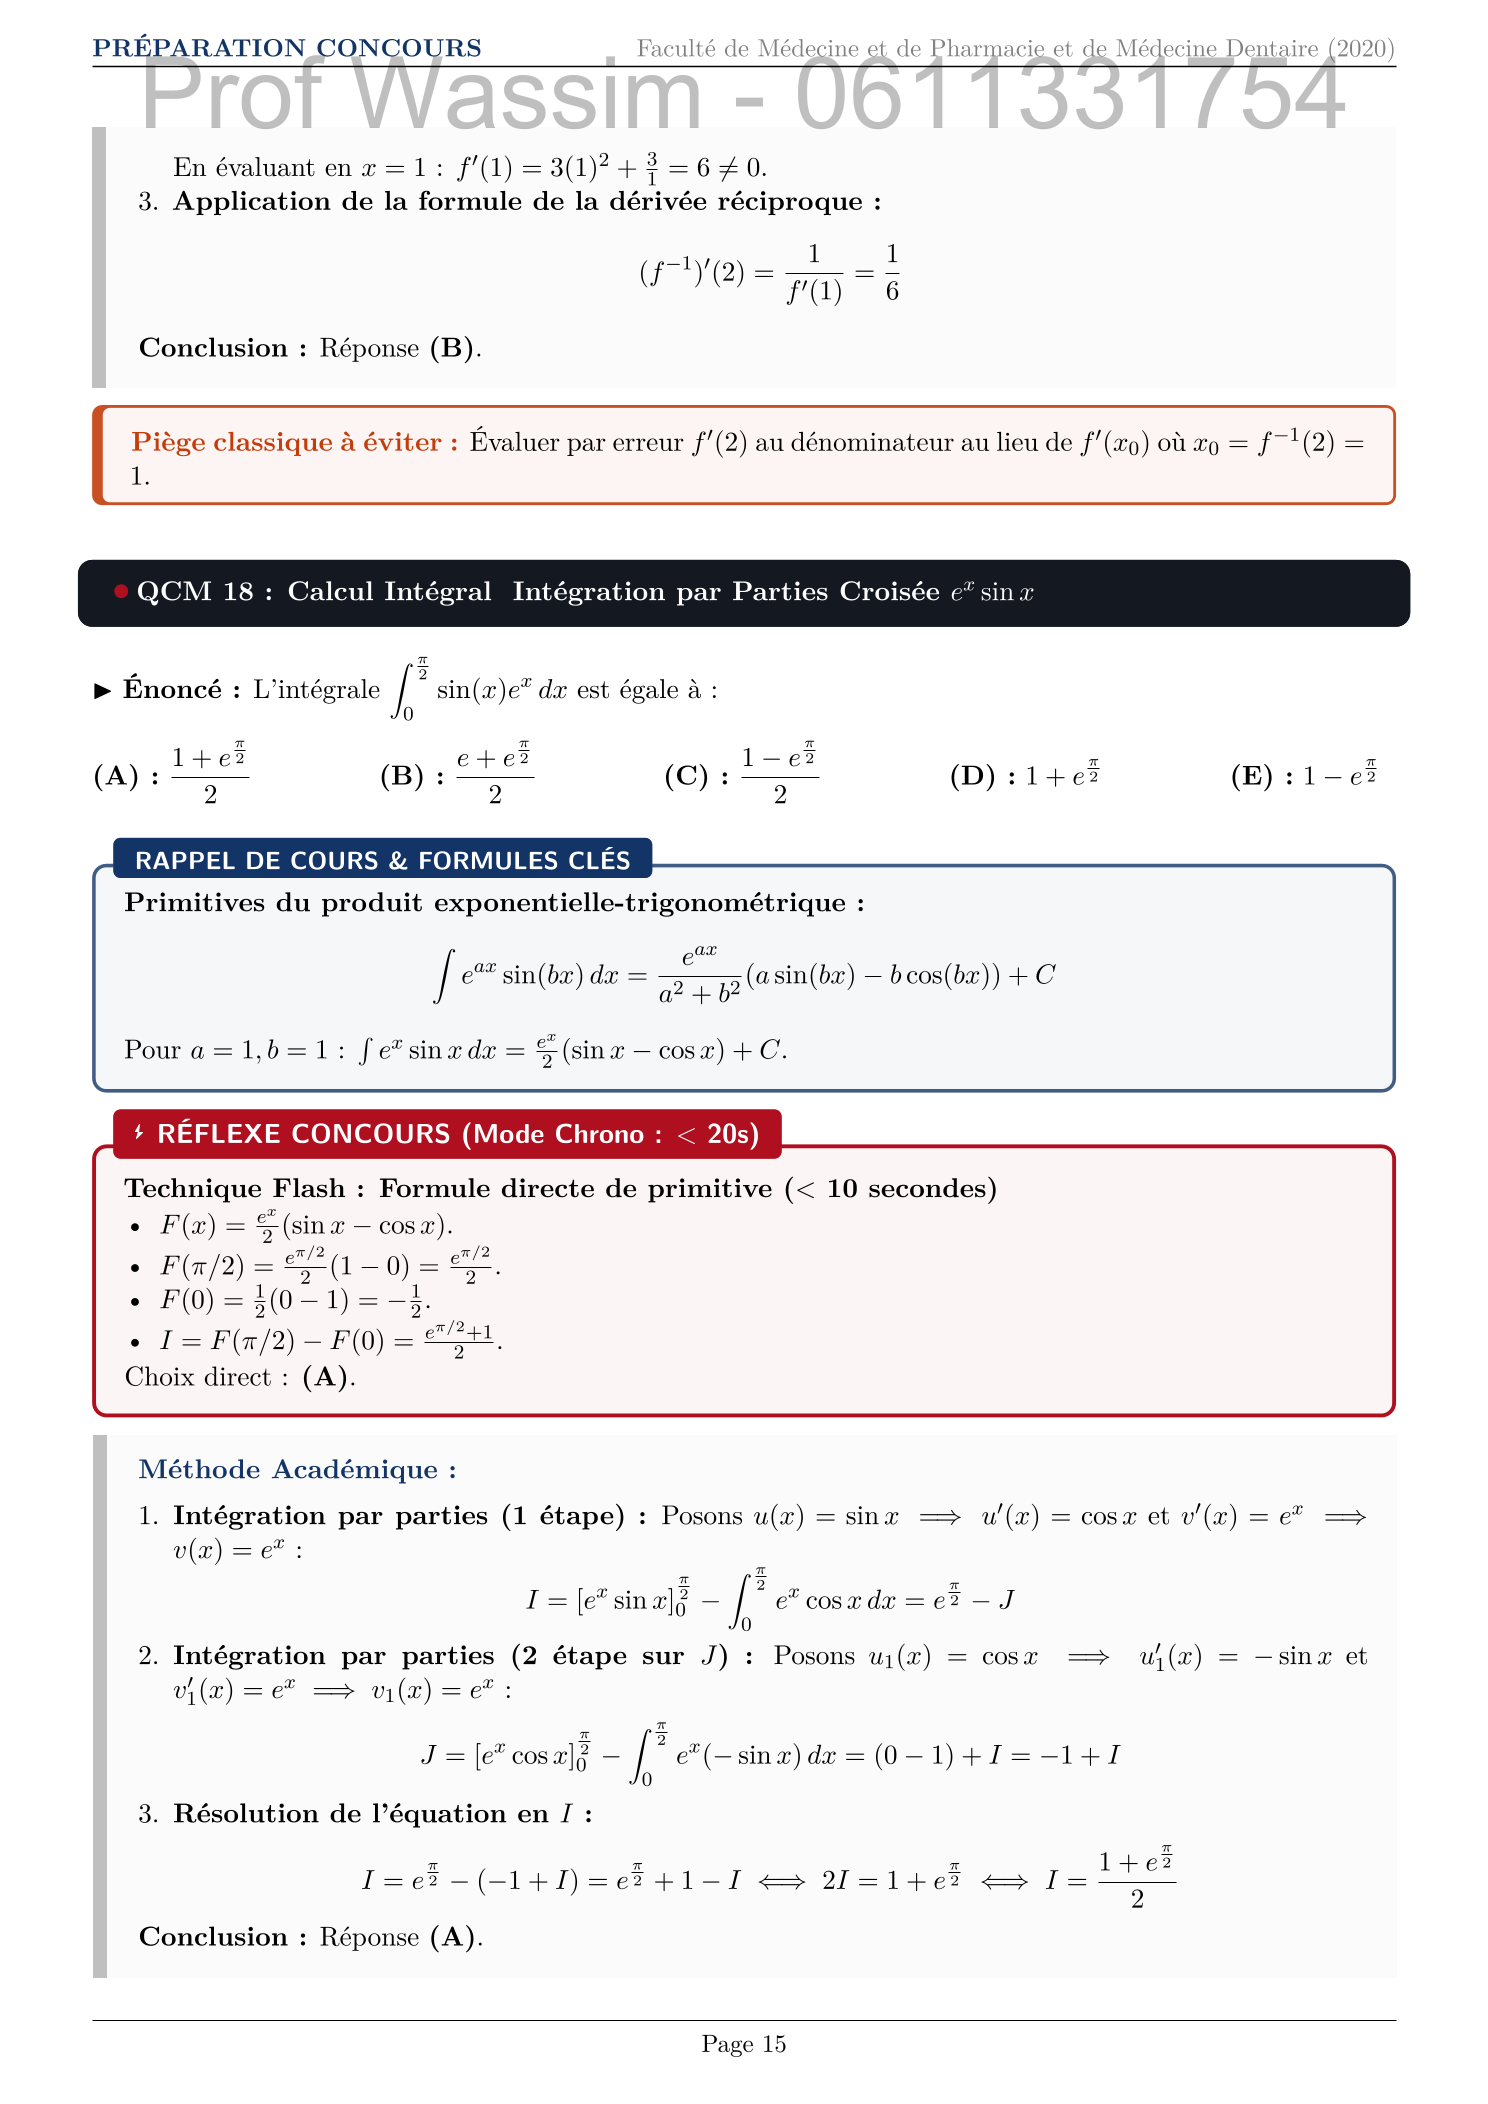 PRÉPARATION CONCOURS Faculté de Médecine et de Pharmacie et de Médecine Dentaire (2020)
Prof Wassim - 0611331754
En évaluant en x = 1 : f′(1) = 3(1)² + 3/1 = 6 ≠ 0.
3. Application de la formule de la dérivée réciproque :
(f⁻¹)′(2) = 1/f′(1) = 1/6
Conclusion : Réponse (B).
Piège classique à éviter : Évaluer par erreur f′(2) au dénominateur au lieu de f′(x₀) où x₀ = f⁻¹(2) =
1.
● QCM 18 : Calcul Intégral Intégration par Parties Croisée eˣ sin x
▶ Énoncé : L'intégrale ∫₀^{π/2} sin(x)eˣ dx est égale à :
(A) : (1 + e^{π/2})/2 (B) : (e + e^{π/2})/2 (C) : (1 − e^{π/2})/2 (D) : 1 + e^{π/2} (E) : 1 − e^{π/2}
RAPPEL DE COURS & FORMULES CLÉS
Primitives du produit exponentielle-trigonométrique :
∫ e^{ax} sin(bx) dx = e^{ax}/(a² + b²) (a sin(bx) − b cos(bx)) + C
Pour a = 1, b = 1 : ∫ eˣ sin x dx = eˣ/2 (sin x − cos x) + C.
⚡ RÉFLEXE CONCOURS (Mode Chrono : < 20s)
Technique Flash : Formule directe de primitive (< 10 secondes)
• F(x) = eˣ/2 (sin x − cos x).
• F(π/2) = e^{π/2}/2 (1 − 0) = e^{π/2}/2.
• F(0) = 1/2 (0 − 1) = −1/2.
• I = F(π/2) − F(0) = (e^{π/2}+1)/2.
Choix direct : (A).
Méthode Académique :
1. Intégration par parties (1 étape) : Posons u(x) = sin x ⟹ u′(x) = cos x et v′(x) = eˣ ⟹
v(x) = eˣ :
I = [eˣ sin x]₀^{π/2} − ∫₀^{π/2} eˣ cos x dx = e^{π/2} − J
2. Intégration par parties (2 étape sur J) : Posons u₁(x) = cos x ⟹ u₁′(x) = − sin x et
v₁′(x) = eˣ ⟹ v₁(x) = eˣ :
J = [eˣ cos x]₀^{π/2} − ∫₀^{π/2} eˣ(− sin x) dx = (0 − 1) + I = −1 + I
3. Résolution de l'équation en I :
I = e^{π/2} − (−1 + I) = e^{π/2} + 1 − I ⟺ 2I = 1 + e^{π/2} ⟺ I = (1 + e^{π/2})/2
Conclusion : Réponse (A).
Page 15